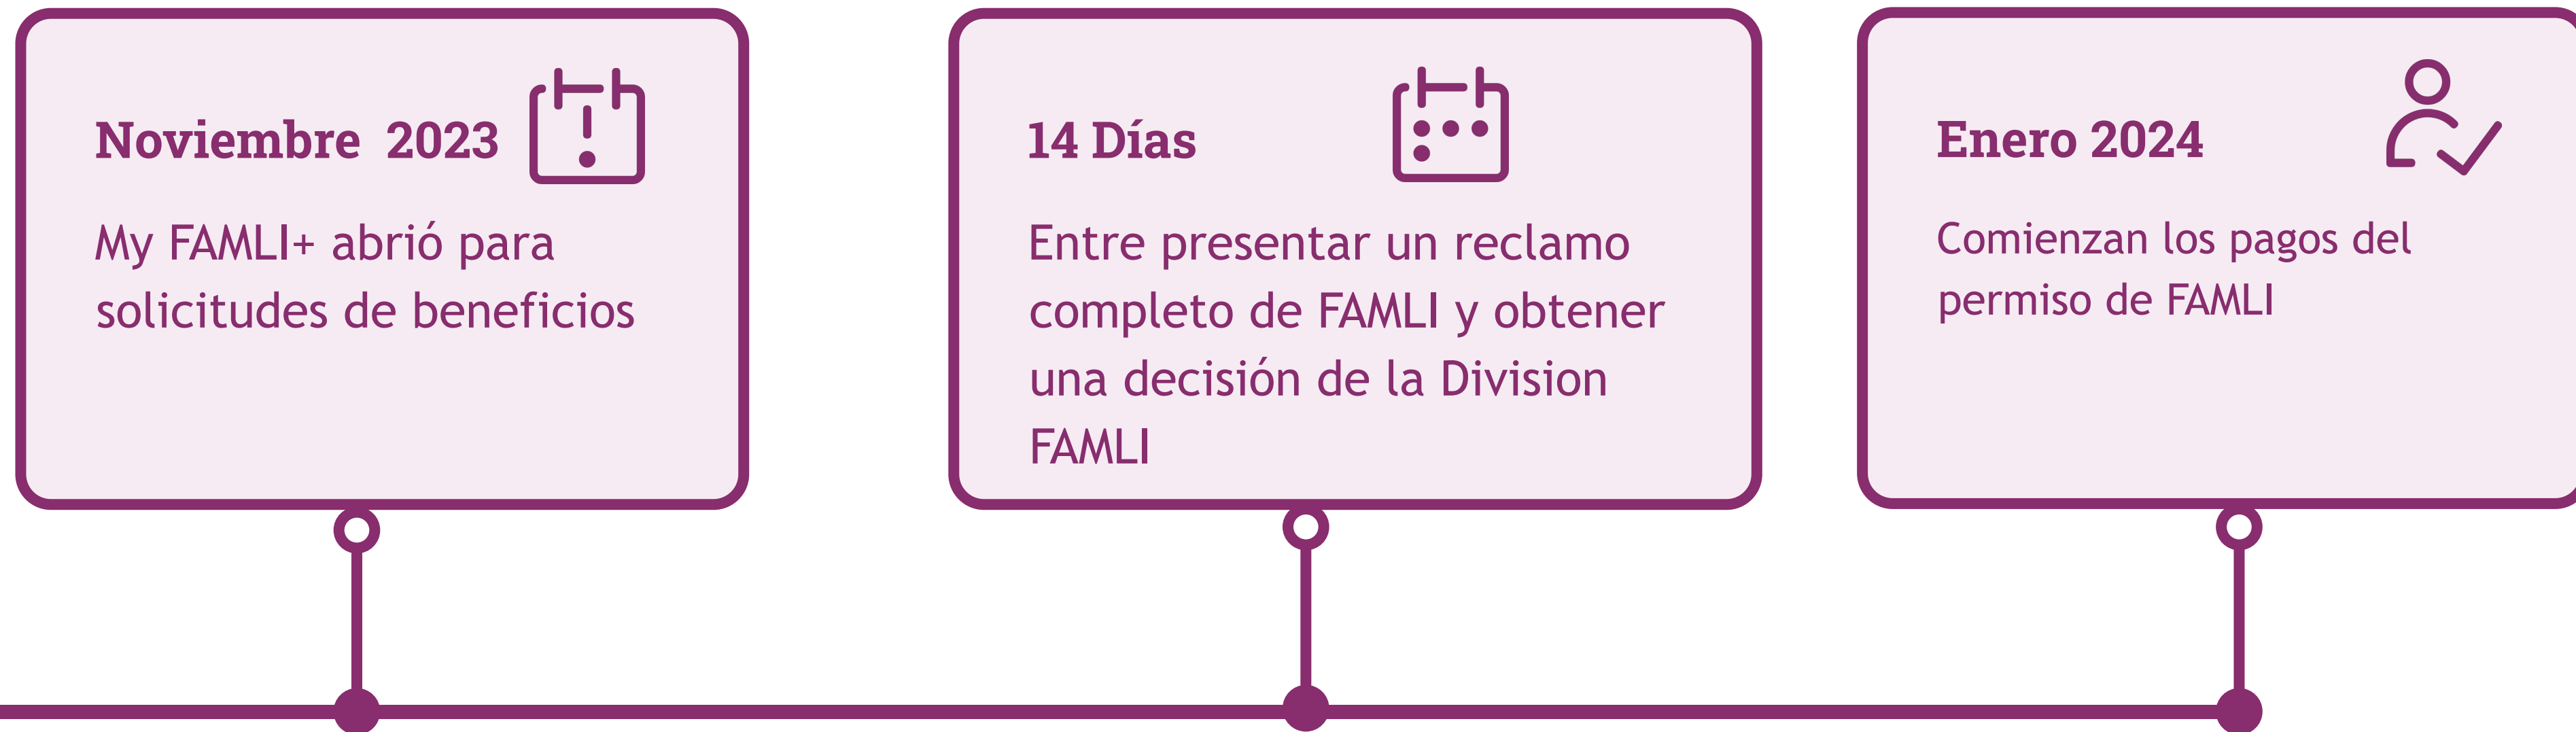 Noviembre 2023
My FAMLI+ abrió para
solicitudes de beneficios
14 Días
Entre presentar un reclamo
completo de FAMLI y obtener
una decisión de la Division
FAMLI
Enero 2024
Comienzan los pagos del
permiso de FAMLI